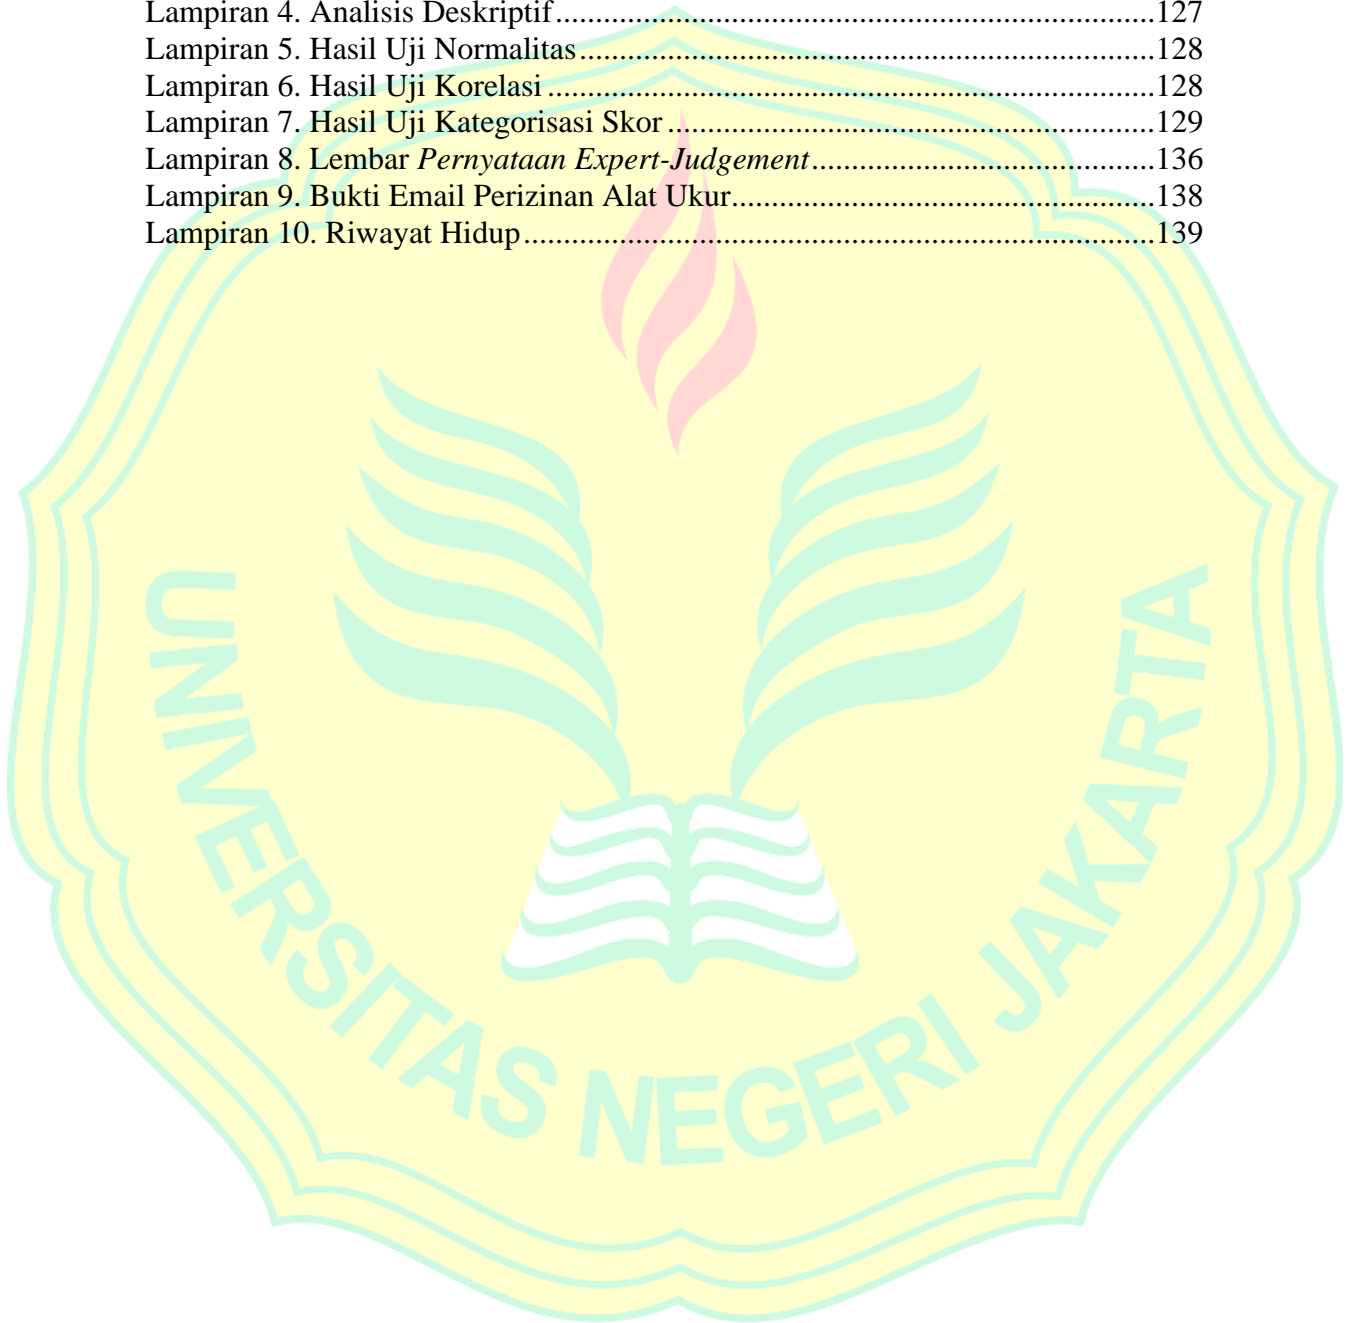 Lampiran 4. Analisis Deskriptif...........................................................................127
Lampiran 5. Hasil Uji Normalitas...........................................................................128
Lampiran 6. Hasil Uji Korelasi...............................................................................128
Lampiran 7. Hasil Uji Kategorisasi Skor................................................................129
Lampiran 8. Lembar Pernyataan Expert-Judgement...........................................136
Lampiran 9. Bukti Email Perizinan Alat Ukur........................................................138
Lampiran 10. Riwayat Hidup..................................................................................139
UNIVERSITAS NEGERI JAKARTA